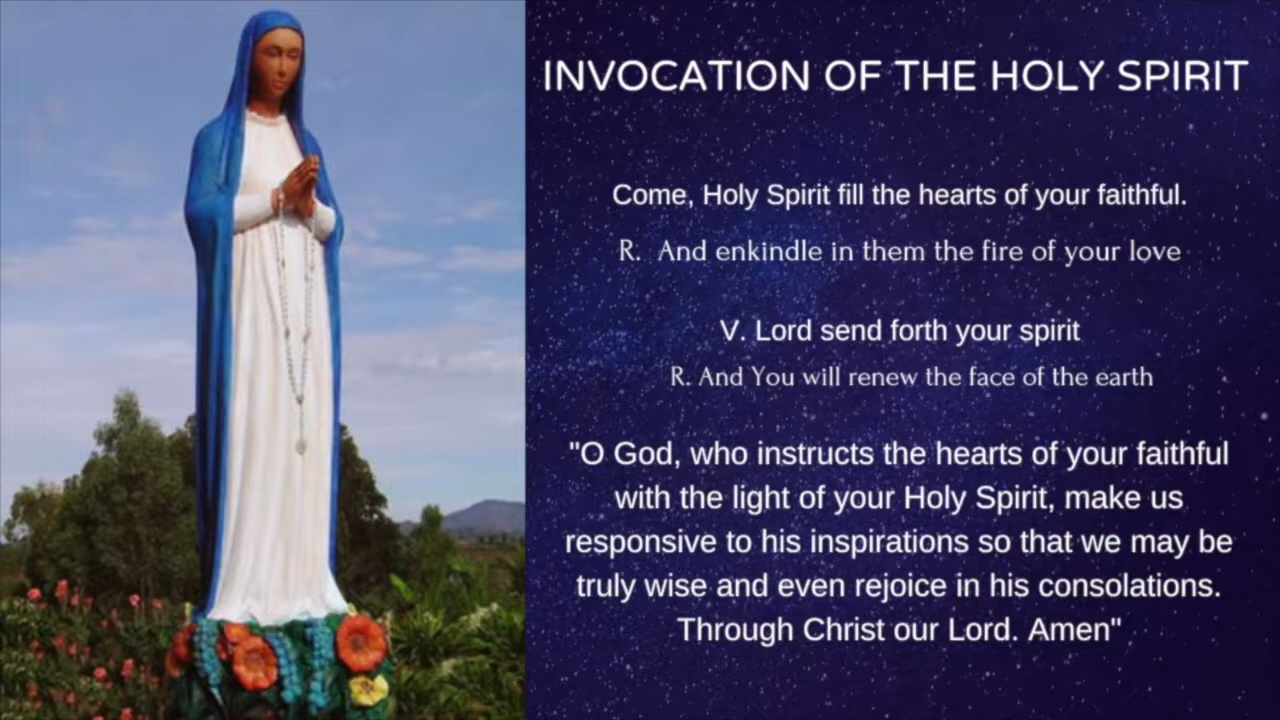 INVOCATION OF THE HOLY SPIRIT
Come, Holy Spirit fill the hearts of your faithful.
R. And enkindle in them the fire of your love
V. Lord send forth your spirit
R. And You will renew the face of the earth
"O God, who instructs the hearts of your faithful
with the light of your Holy Spirit, make us
responsive to his inspirations so that we may be
truly wise and even rejoice in his consolations.
Through Christ our Lord. Amen"